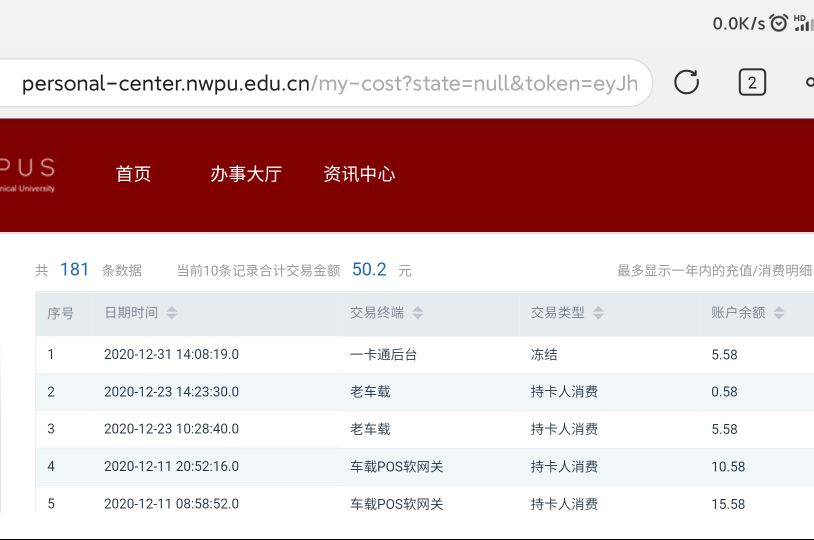 0.0K/s HD
personal-center.nwpu.edu.cn/my-cost?state=null&token=eyJh
2
PUS
nical University
首页 办事大厅 资讯中心
共 181 条数据 当前10条记录合计交易金额 50.2 元 最多显示一年内的充值/消费明细
序号 日期时间 交易终端 交易类型 账户余额
1 2020-12-31 14:08:19.0 一卡通后台 冻结 5.58
2 2020-12-23 14:23:30.0 老车载 持卡人消费 0.58
3 2020-12-23 10:28:40.0 老车载 持卡人消费 5.58
4 2020-12-11 20:52:16.0 车载POS软网关 持卡人消费 10.58
5 2020-12-11 08:58:52.0 车载POS软网关 持卡人消费 15.58